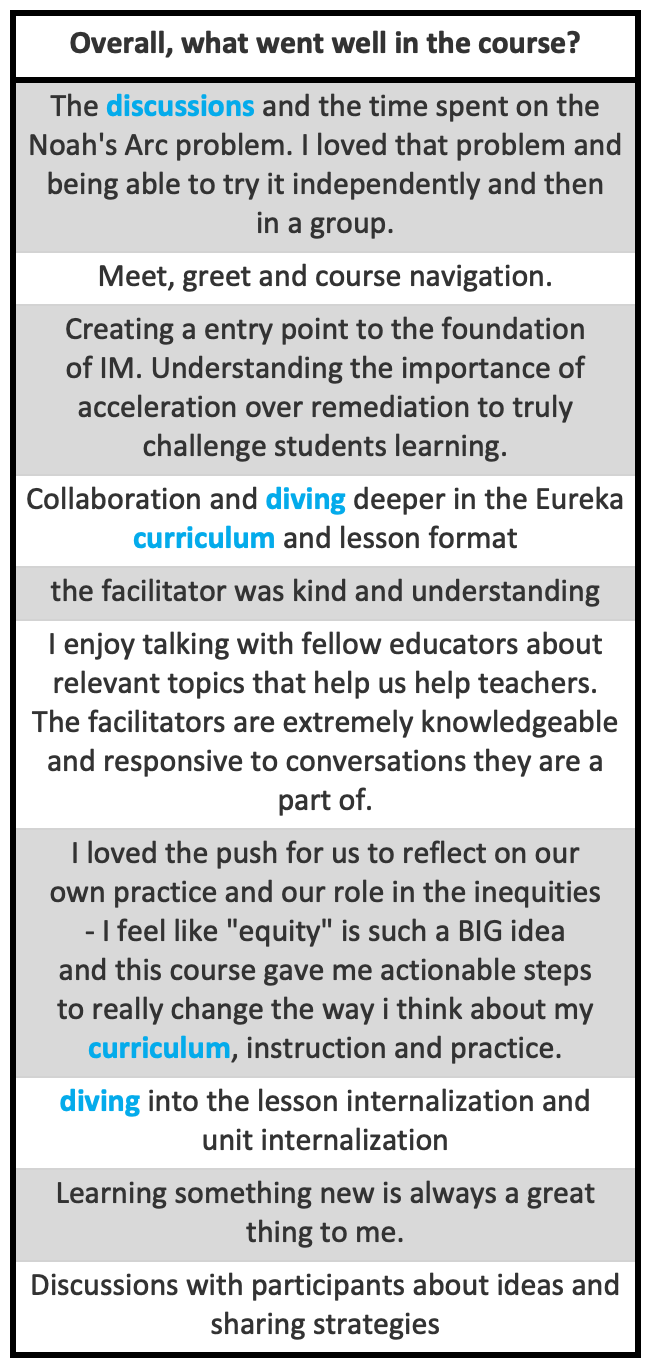 Overall, what went well in the course?
The discussions and the time spent on the
Noah's Arc problem. I loved that problem and
being able to try it independently and then
in a group.
Meet, greet and course navigation.
Creating a entry point to the foundation
of IM. Understanding the importance of
acceleration over remediation to truly
challenge students learning.
Collaboration and diving deeper in the Eureka
curriculum and lesson format
the facilitator was kind and understanding
I enjoy talking with fellow educators about
relevant topics that help us help teachers.
The facilitators are extremely knowledgeable
and responsive to conversations they are a
part of.
I loved the push for us to reflect on our
own practice and our role in the inequities
- I feel like "equity" is such a BIG idea
and this course gave me actionable steps
to really change the way i think about my
curriculum, instruction and practice.
diving into the lesson internalization and
unit internalization
Learning something new is always a great
thing to me.
Discussions with participants about ideas and
sharing strategies